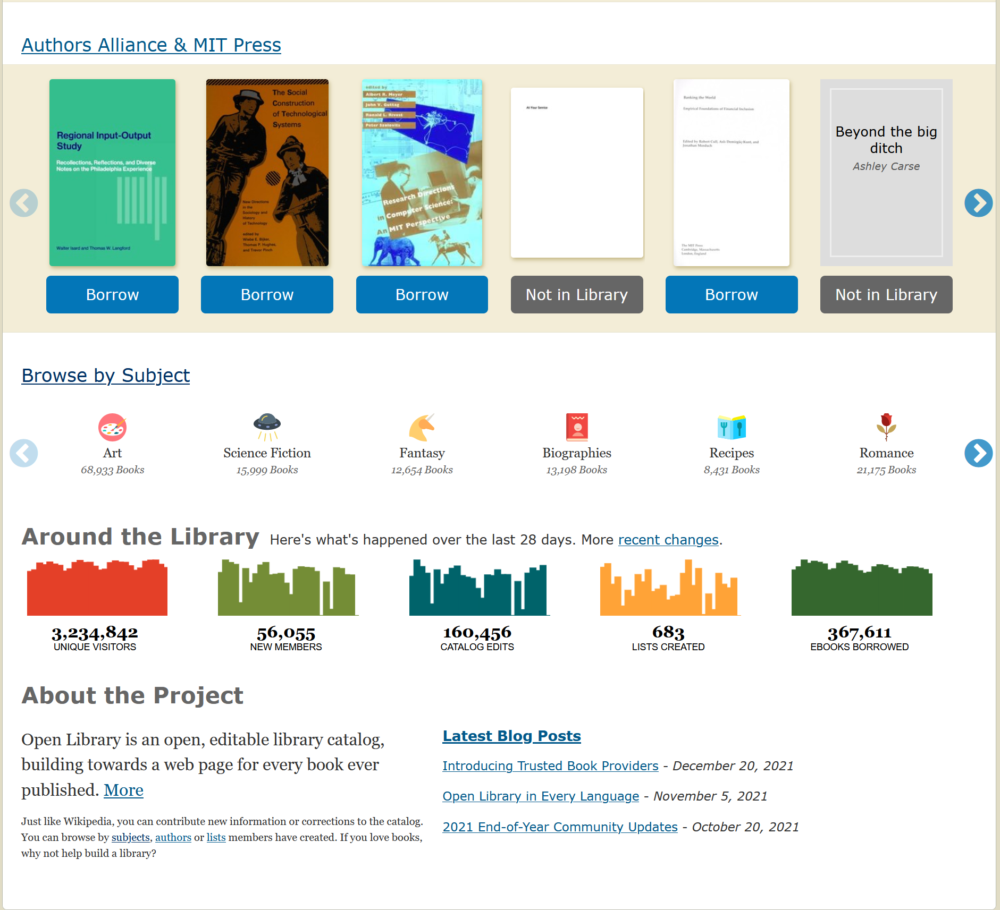 Authors Alliance & MIT Press
Regional Input-Output
Study
Recollections, Reflections, and Diverse
Notes on the Philadelphia Experience
Walter Isard and Thomas W. Langford
The Social
Construction
of Technological
Systems
New Directions
in the
Sociology and
History
of Technology
edited by
Wiebe E. Bijker,
Thomas P. Hughes,
and Trevor Pinch
edited by
Albert R. Meyer
John V. Guttag
Ronald L. Rivest
Peter Szolovits
Research Directions
in Computer Science:
An MIT Perspective
At Your Service
Banking the World
Empirical Foundations of Financial Inclusion
Edited by Robert Cull, Aslı Demirgüç-Kunt, and
Jonathan Morduch
The MIT Press
Cambridge, Massachusetts
London, England
Beyond the big
ditch
Ashley Carse
Borrow
Borrow
Borrow
Not in Library
Borrow
Not in Library
Browse by Subject
Art
68,933 Books
Science Fiction
15,999 Books
Fantasy
12,654 Books
Biographies
13,198 Books
Recipes
8,431 Books
Romance
21,175 Books
Around the Library Here's what's happened over the last 28 days. More recent changes.
3,234,842
UNIQUE VISITORS
56,055
NEW MEMBERS
160,456
CATALOG EDITS
683
LISTS CREATED
367,611
EBOOKS BORROWED
About the Project
Open Library is an open, editable library catalog,
building towards a web page for every book ever
published. More
Just like Wikipedia, you can contribute new information or corrections to the catalog.
You can browse by subjects, authors or lists members have created. If you love books,
why not help build a library?
Latest Blog Posts
Introducing Trusted Book Providers - December 20, 2021
Open Library in Every Language - November 5, 2021
2021 End-of-Year Community Updates - October 20, 2021